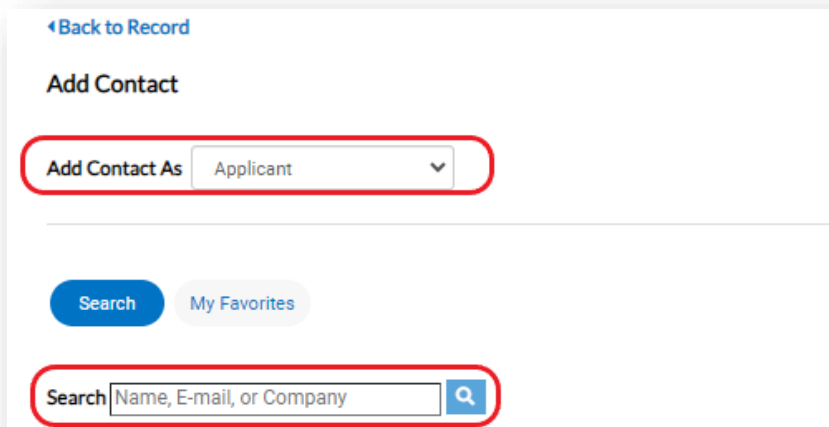 Back to Record
Add Contact
Add Contact As Applicant
Search My Favorites
Search Name, E-mail, or Company